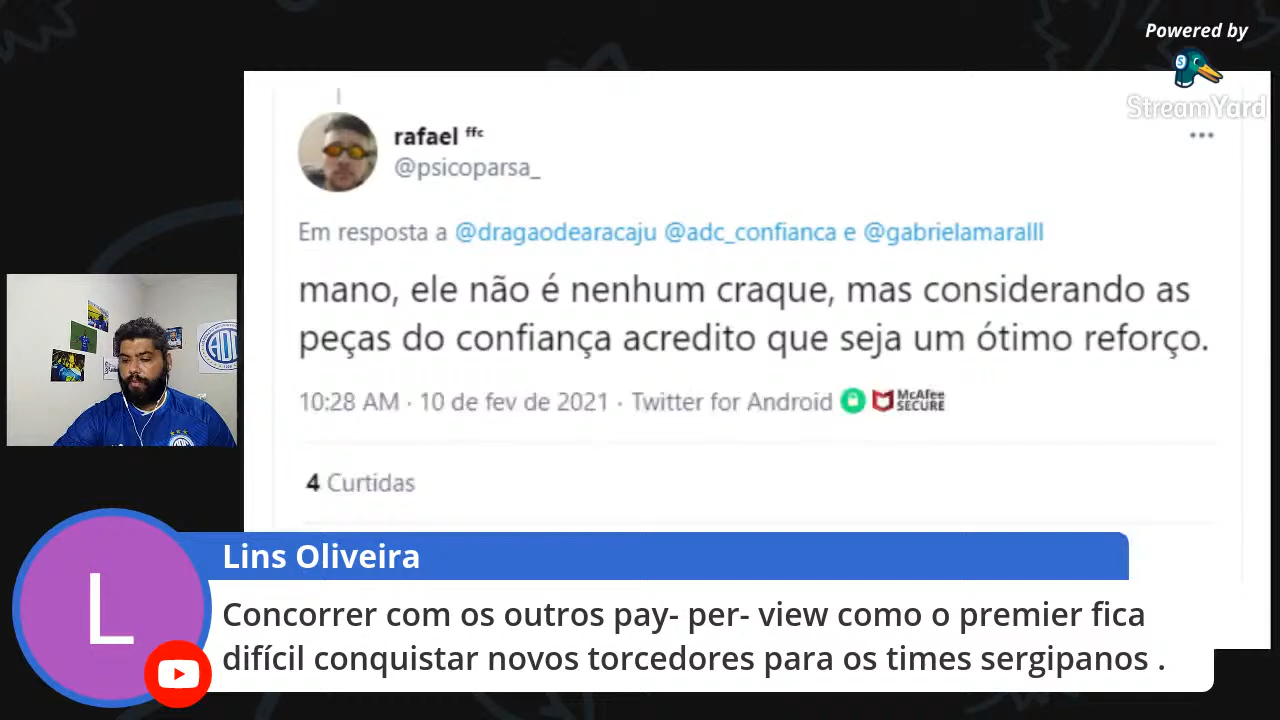 Powered by
StreamYard
rafael ᶠᶠᶜ
@psicoparsa_
Em resposta a @dragaodearacaju @adc_confianca e @gabrielamaralll
mano, ele não é nenhum craque, mas considerando as
peças do confiança acredito que seja um ótimo reforço.
10:28 AM · 10 de fev de 2021 · Twitter for Android McAfee SECURE
4 Curtidas
L
Lins Oliveira
Concorrer com os outros pay- per- view como o premier fica
difícil conquistar novos torcedores para os times sergipanos .